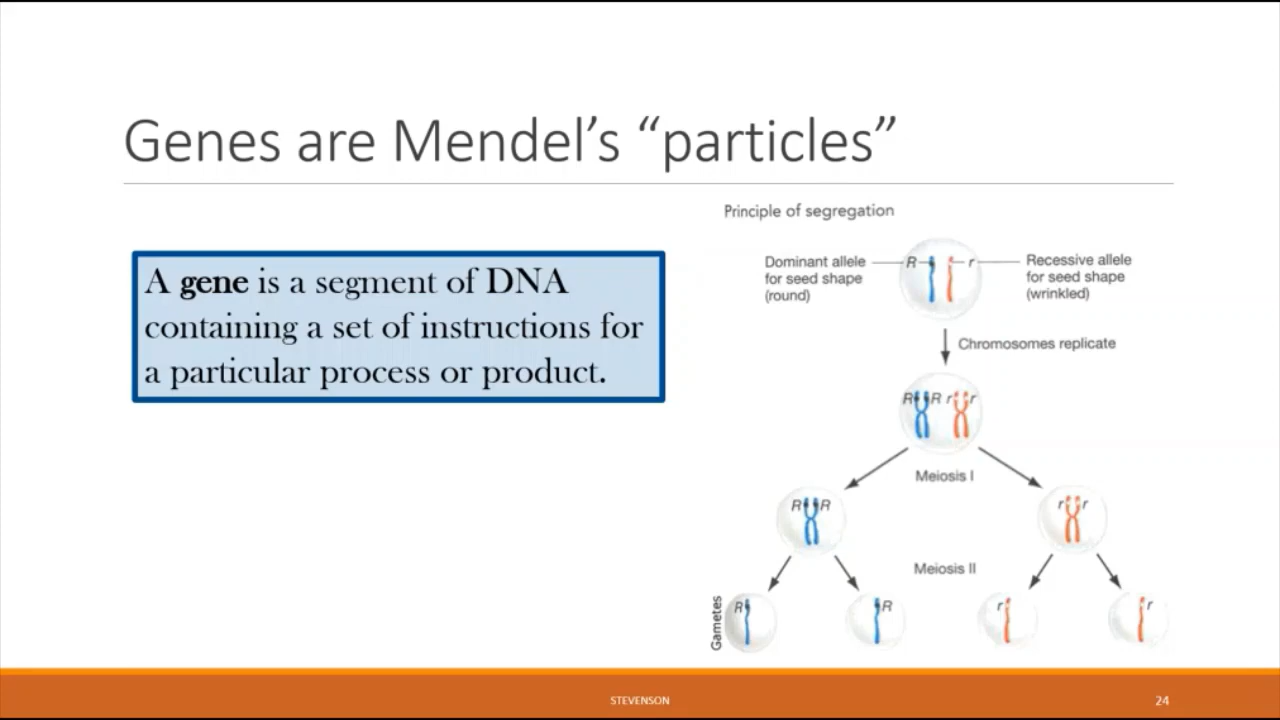 Genes are Mendel's “particles”
A gene is a segment of DNA
containing a set of instructions for
a particular process or product.
Principle of segregation
Dominant allele
for seed shape
(round)
R
r
Recessive allele
for seed shape
(wrinkled)
Chromosomes replicate
R R r r
Meiosis I
R R
r r
Meiosis II
Gametes
R
R
r
r
STEVENSON
24